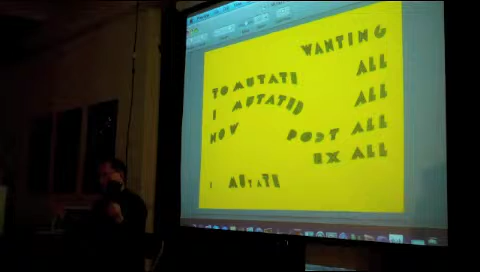 WANTING
TO MUTATE ALL
I MUTATED ALL
NOW POST ALL
EX ALL
I MUTATE